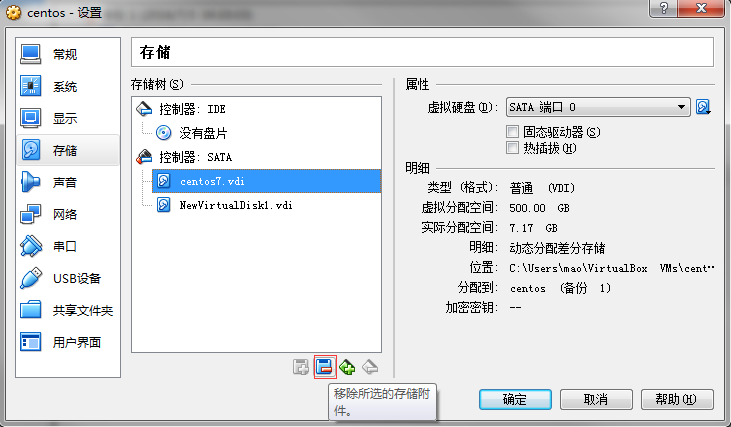 centos - 设置
常规
系统
显示
存储
声音
网络
串口
USB设备
共享文件夹
用户界面
存储
存储树(S)
控制器: IDE
没有盘片
控制器: SATA
centos7.vdi
NewVirtualDisk1.vdi
移除所选的存储附
件。
属性
虚拟硬盘(D): SATA 端口 0
固态驱动器(S)
热插拔(H)
明细
类型 (格式): 普通 (VDI)
虚拟分配空间: 500.00 GB
实际分配空间: 7.17 GB
明细: 动态分配差分存储
位置: C:\Users\mao\VirtualBox VMs\cent…
分配到: centos (备份 1)
加密密钥: --
确定
取消
帮助(H)